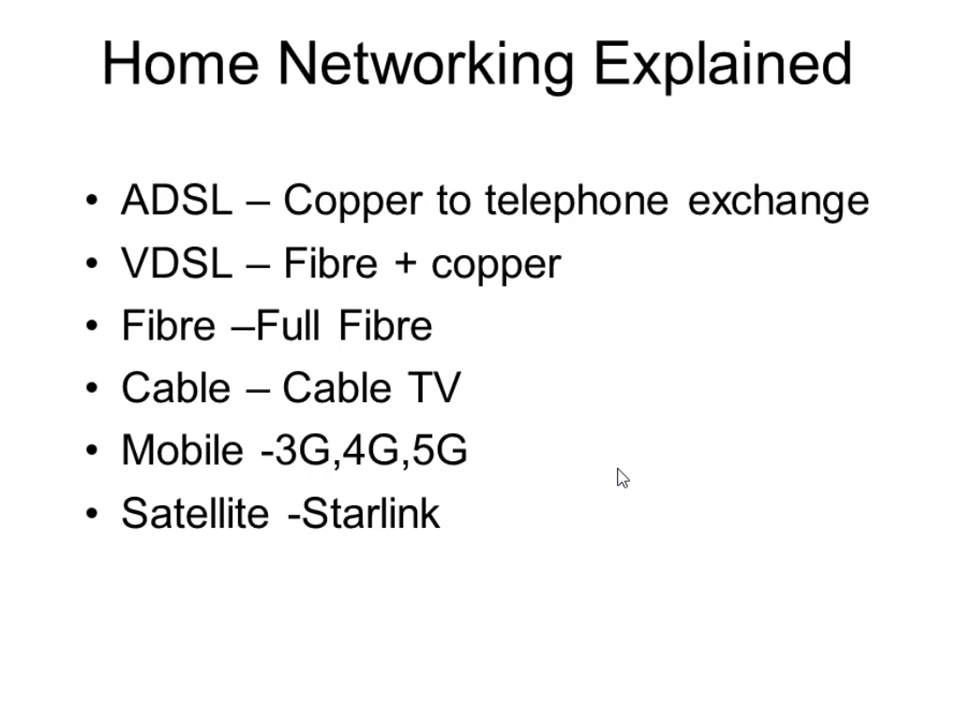 Home Networking Explained
• ADSL – Copper to telephone exchange
• VDSL – Fibre + copper
• Fibre –Full Fibre
• Cable – Cable TV
• Mobile -3G,4G,5G
• Satellite -Starlink